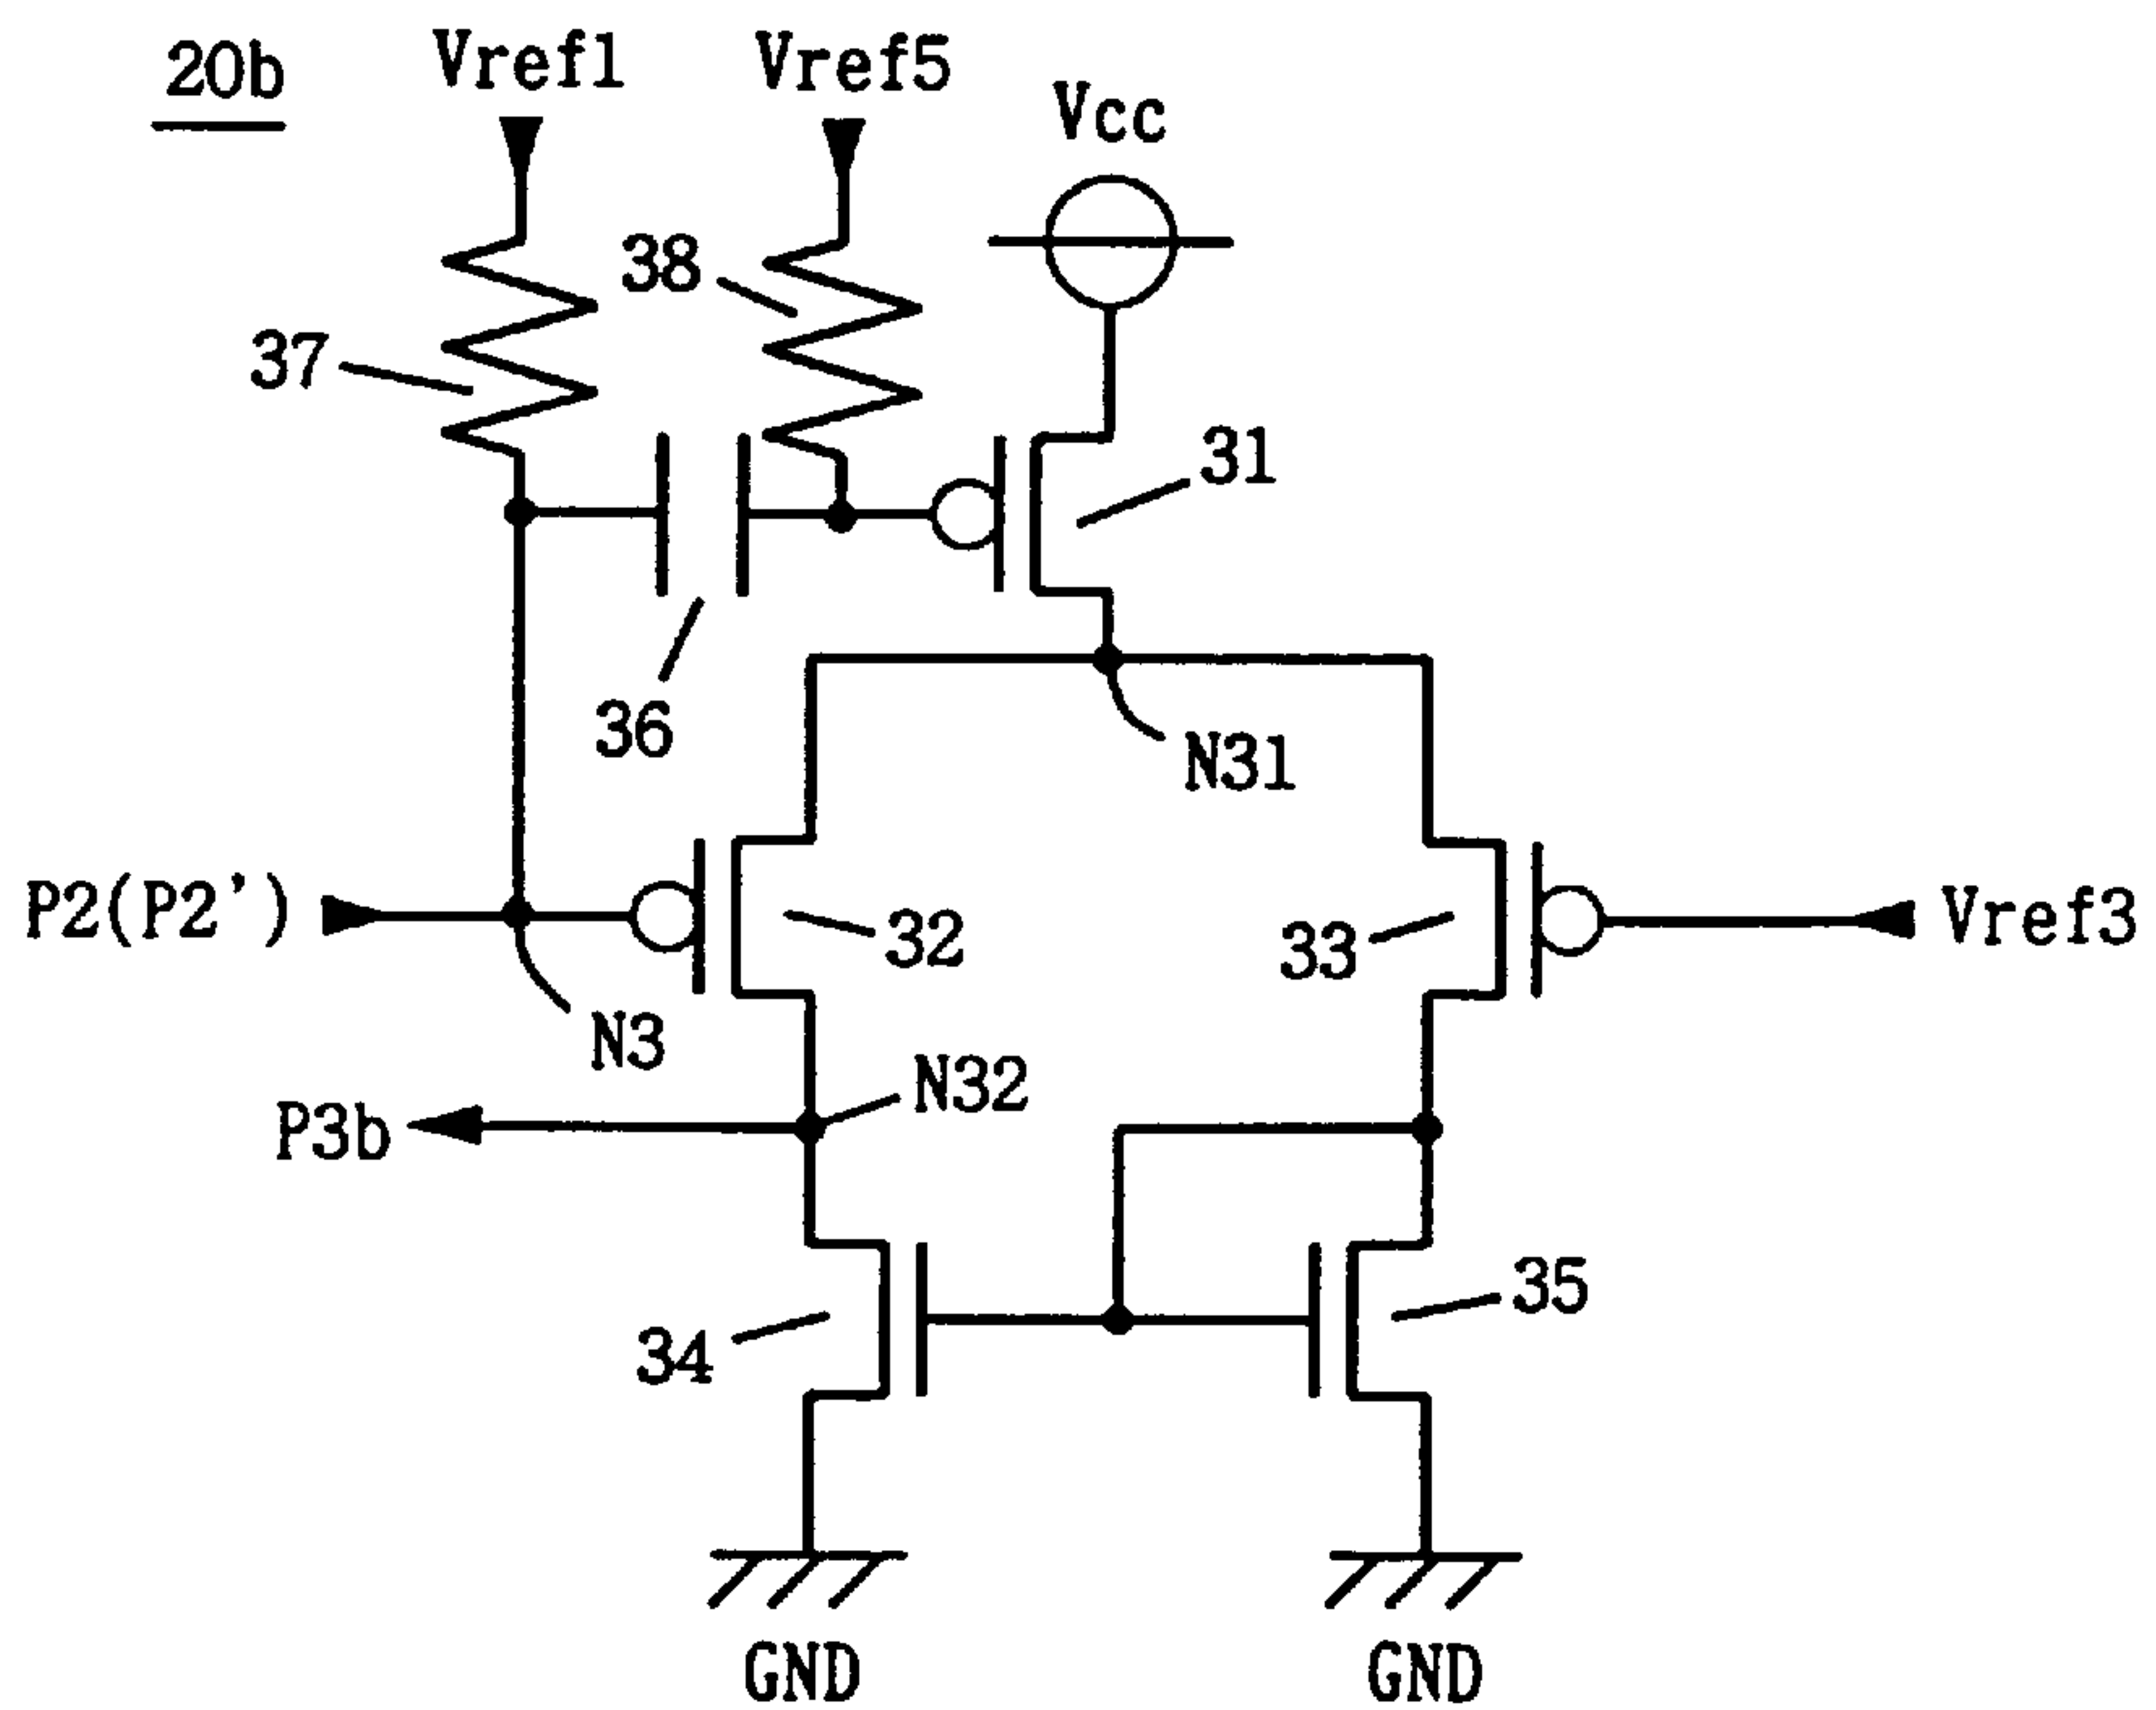 20b
Vref1
Vref5
Vcc
38
37
31
36
N31
P2(P2')
32
33
Vref3
N3
N32
P3b
35
34
GND
GND